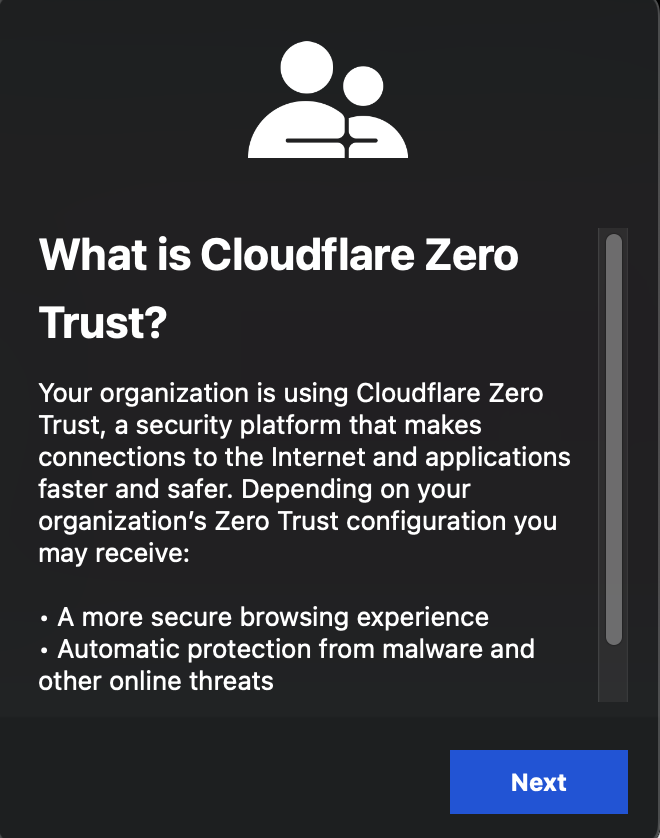 What is Cloudflare Zero
Trust?
Your organization is using Cloudflare Zero
Trust, a security platform that makes
connections to the Internet and applications
faster and safer. Depending on your
organization’s Zero Trust configuration you
may receive:
• A more secure browsing experience
• Automatic protection from malware and
other online threats
Next